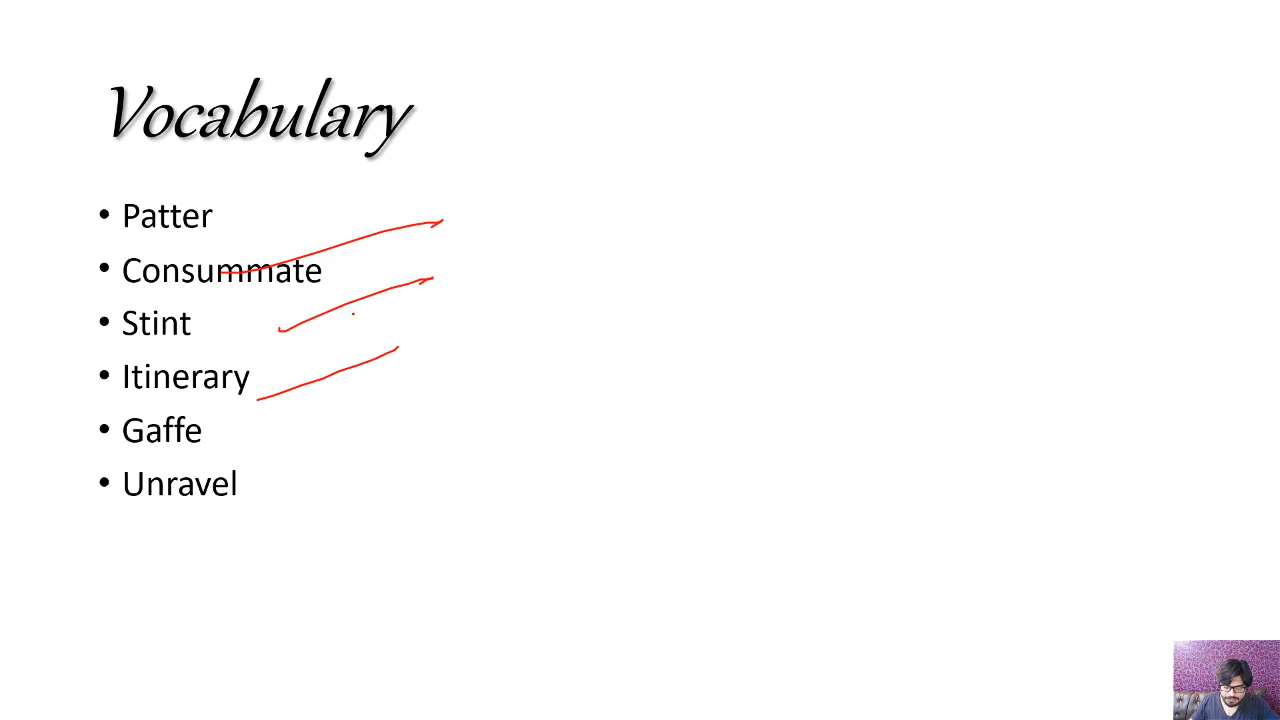 Vocabulary
• Patter
• Consummate
• Stint
• Itinerary
• Gaffe
• Unravel